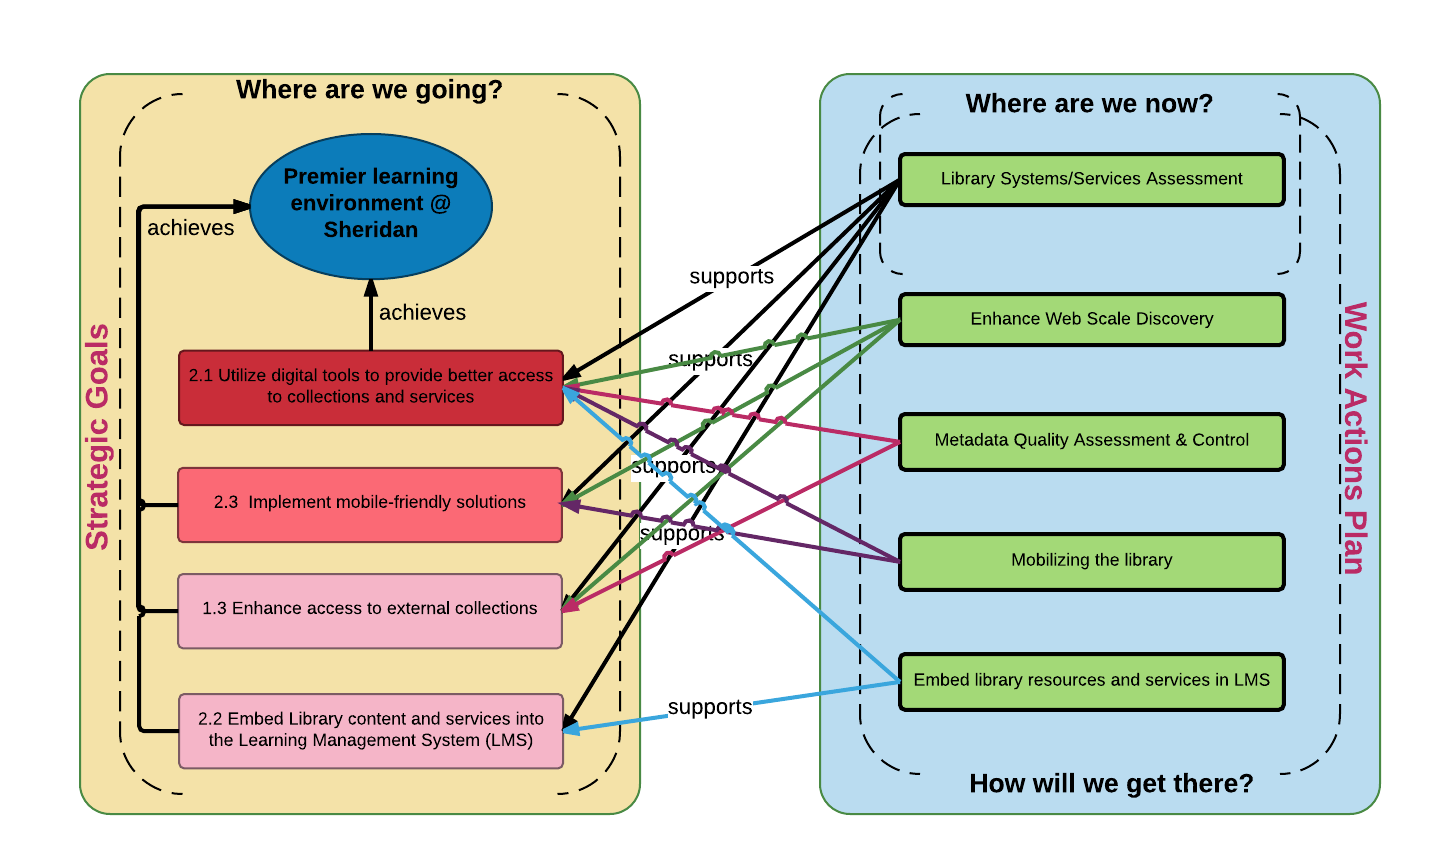 Where are we going?
Premier learning
environment @
Sheridan
achieves
achieves
Strategic Goals
2.1 Utilize digital tools to provide better access
to collections and services
2.3 Implement mobile-friendly solutions
1.3 Enhance access to external collections
2.2 Embed Library content and services into
the Learning Management System (LMS)
supports
supports
supports
supports
supports
Where are we now?
Library Systems/Services Assessment
Enhance Web Scale Discovery
Metadata Quality Assessment & Control
Mobilizing the library
Embed library resources and services in LMS
Work Actions Plan
How will we get there?